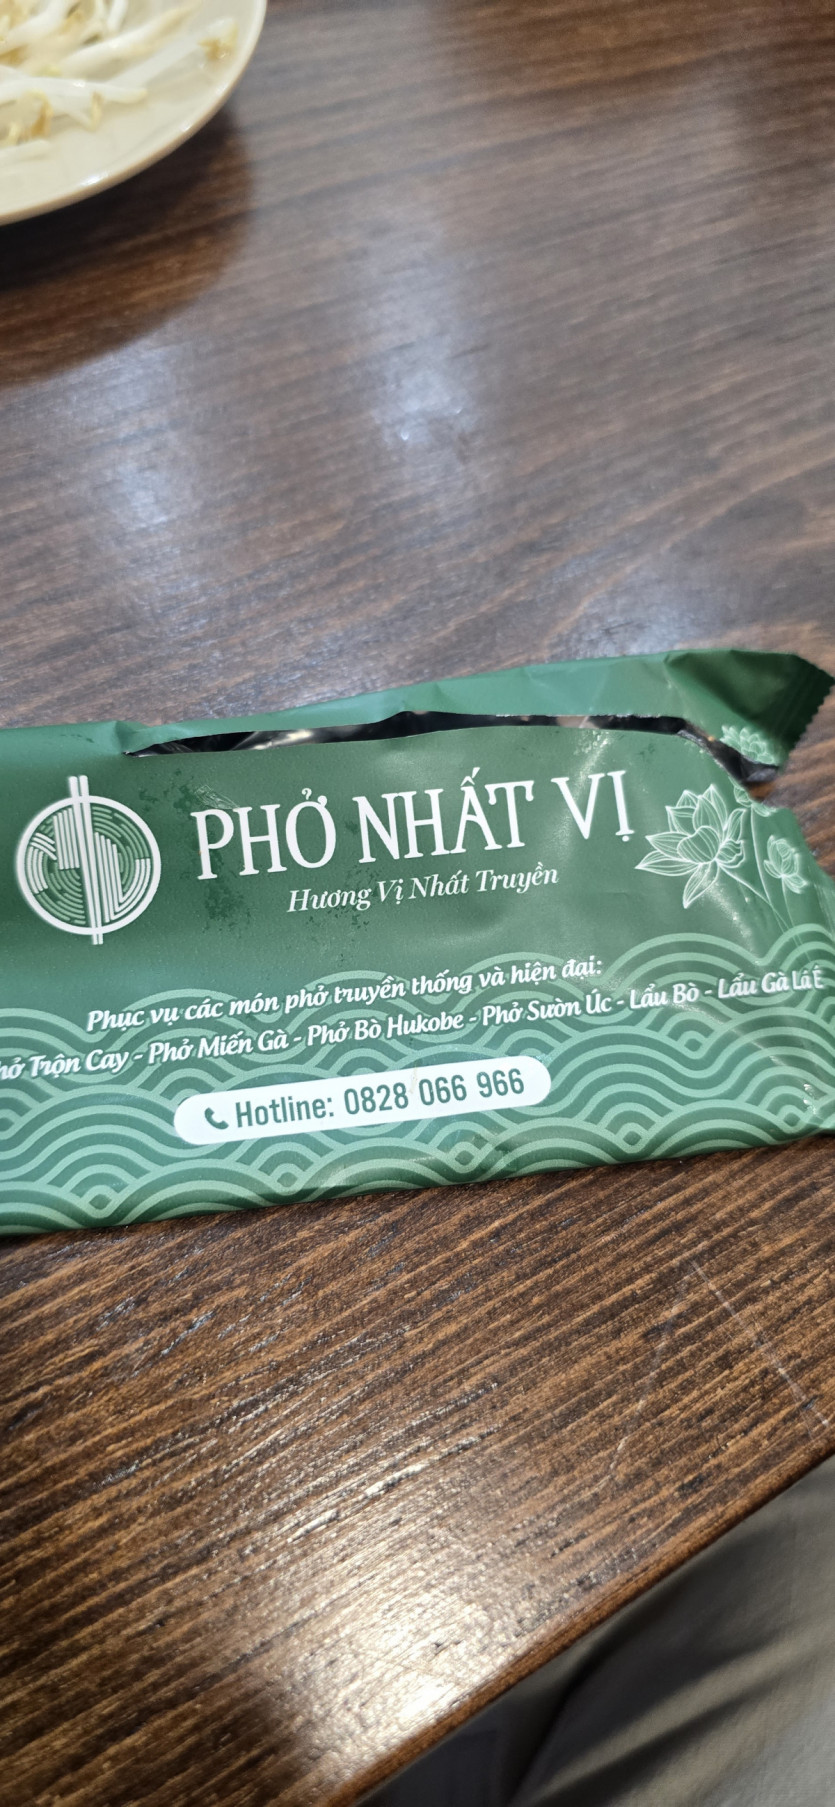 PHỞ NHẤT VỊ
Hương Vị Nhất Truyền
Phục vụ các món phở truyền thống và hiện đại:
Trộn Cay - Phở Miến Gà - Phở Bò Hukobe - Phở Sườn Úc - Lẩu Bò - Lẩu Gà Lá É
Hotline: 0828 066 966